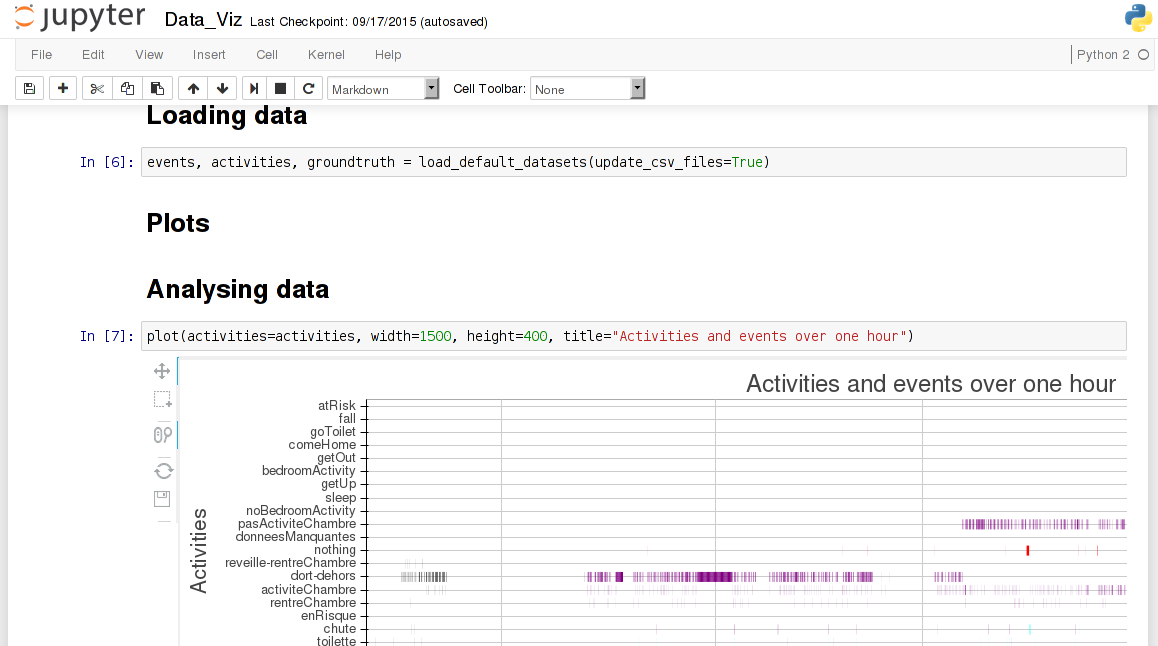 jupyter Data_Viz Last Checkpoint: 09/17/2015 (autosaved)
File Edit View Insert Cell Kernel Help Python 2
Markdown Cell Toolbar: None
Loading data
In [6]: events, activities, groundtruth = load_default_datasets(update_csv_files=True)
Plots
Analysing data
In [7]: plot(activities=activities, width=1500, height=400, title="Activities and events over one hour")
Activities and events over one hour
Activities
atRisk
fall
goToilet
comeHome
getOut
bedroomActivity
getUp
sleep
noBedroomActivity
pasActiviteChambre
donneesManquantes
nothing
reveille-rentreChambre
dort-dehors
activiteChambre
rentreChambre
enRisque
chute
toilette